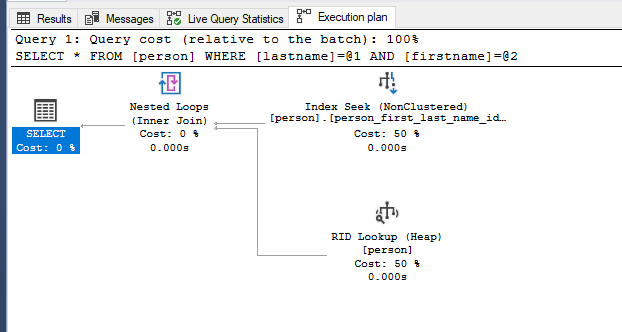 Results Messages Live Query Statistics Execution plan
Query 1: Query cost (relative to the batch): 100%
SELECT * FROM [person] WHERE [lastname]=@1 AND [firstname]=@2
Nested Loops
(Inner Join)
Cost: 0 %
0.000s
Index Seek (NonClustered)
[person].[person_first_last_name_id…
Cost: 50 %
0.000s
SELECT
Cost: 0 %
RID Lookup (Heap)
[person]
Cost: 50 %
0.000s